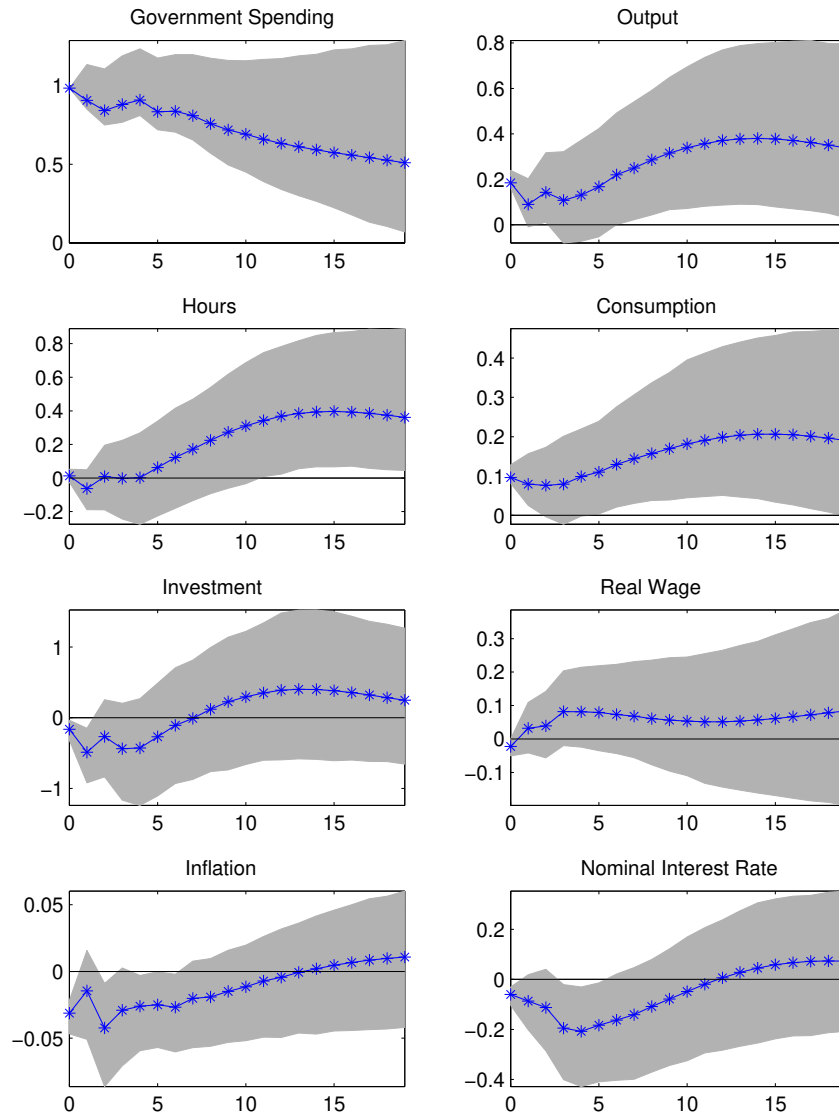 Government Spending
1
0.5
0
0 5 10 15
Output
0.8
0.6
0.4
0.2
0
0 5 10 15
Hours
0.8
0.6
0.4
0.2
0
−0.2
0 5 10 15
Consumption
0.4
0.3
0.2
0.1
0
0 5 10 15
Investment
1
0
−1
0 5 10 15
Real Wage
0.3
0.2
0.1
0
−0.1
0 5 10 15
Inflation
0.05
0
−0.05
0 5 10 15
Nominal Interest Rate
0.2
0
−0.2
−0.4
0 5 10 15